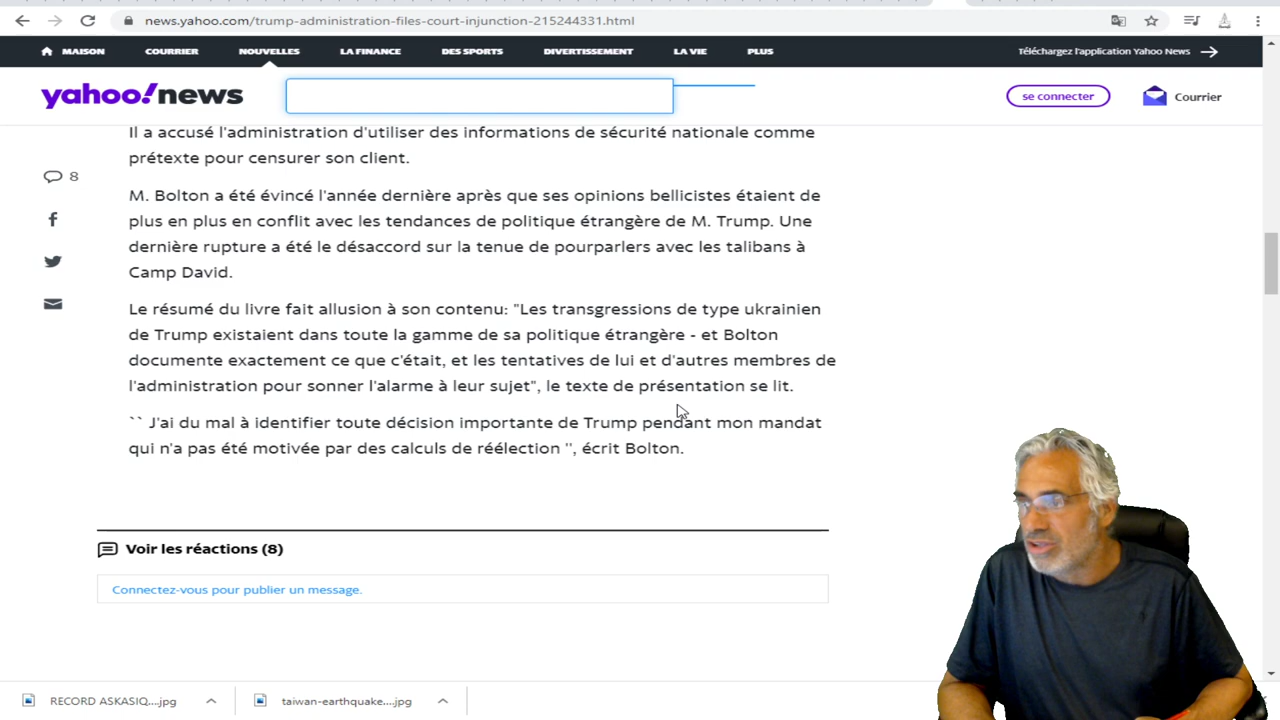 news.yahoo.com/trump-administration-files-court-injunction-215244331.html
MAISON COURRIER NOUVELLES LA FINANCE DES SPORTS DIVERTISSEMENT LA VIE PLUS Téléchargez l'application Yahoo News
yahoo!news se connecter Courrier
Il a accusé l'administration d'utiliser des informations de sécurité nationale comme
prétexte pour censurer son client.
8
M. Bolton a été évincé l'année dernière après que ses opinions bellicistes étaient de
plus en plus en conflit avec les tendances de politique étrangère de M. Trump. Une
dernière rupture a été le désaccord sur la tenue de pourparlers avec les talibans à
Camp David.
Le résumé du livre fait allusion à son contenu: "Les transgressions de type ukrainien
de Trump existaient dans toute la gamme de sa politique étrangère - et Bolton
documente exactement ce que c'était, et les tentatives de lui et d'autres membres de
l'administration pour sonner l'alarme à leur sujet", le texte de présentation se lit.
`` J'ai du mal à identifier toute décision importante de Trump pendant mon mandat
qui n'a pas été motivée par des calculs de réélection '', écrit Bolton.
Voir les réactions (8)
Connectez-vous pour publier un message.
RECORD ASKASIQ....jpg taiwan-earthquake....jpg